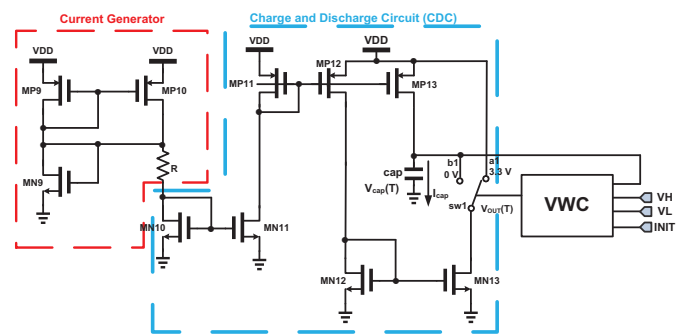 Current Generator
Charge and Discharge Circuit (CDC)
VDD
VDD
VDD
VDD
MP9
MP10
MP11
MP12
MP13
MN9
R
cap
Vcap(T)
Icap
b1
0 V
a1
3.3 V
sw1
VOUT(T)
VWC
VH
VL
INIT
MN10
MN11
MN12
MN13